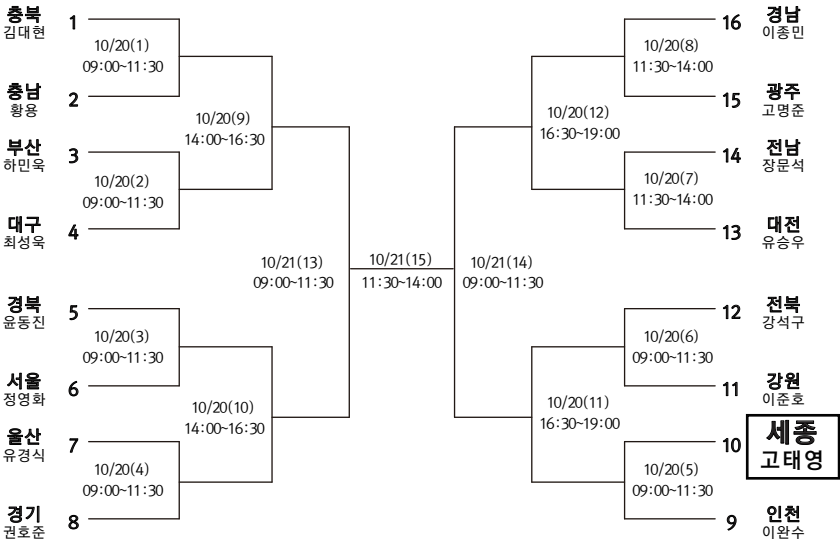 충북
김대현
1
10/20(1)
09:00~11:30
충남
황용
2
10/20(9)
14:00~16:30
부산
하민욱
3
10/20(2)
09:00~11:30
대구
최성욱
4
10/21(13)
09:00~11:30
경북
윤동진
5
10/20(3)
09:00~11:30
서울
정영화
6
10/20(10)
14:00~16:30
울산
유경식
7
10/20(4)
09:00~11:30
경기
권호준
8
10/21(15)
11:30~14:00
16
경남
이종민
10/20(8)
11:30~14:00
15
광주
고명준
10/20(12)
16:30~19:00
14
전남
장문석
10/20(7)
11:30~14:00
13
대전
유승우
10/21(14)
09:00~11:30
12
전북
강석구
10/20(6)
09:00~11:30
11
강원
이준호
10/20(11)
16:30~19:00
10
세종
고태영
10/20(5)
09:00~11:30
9
인천
이완수